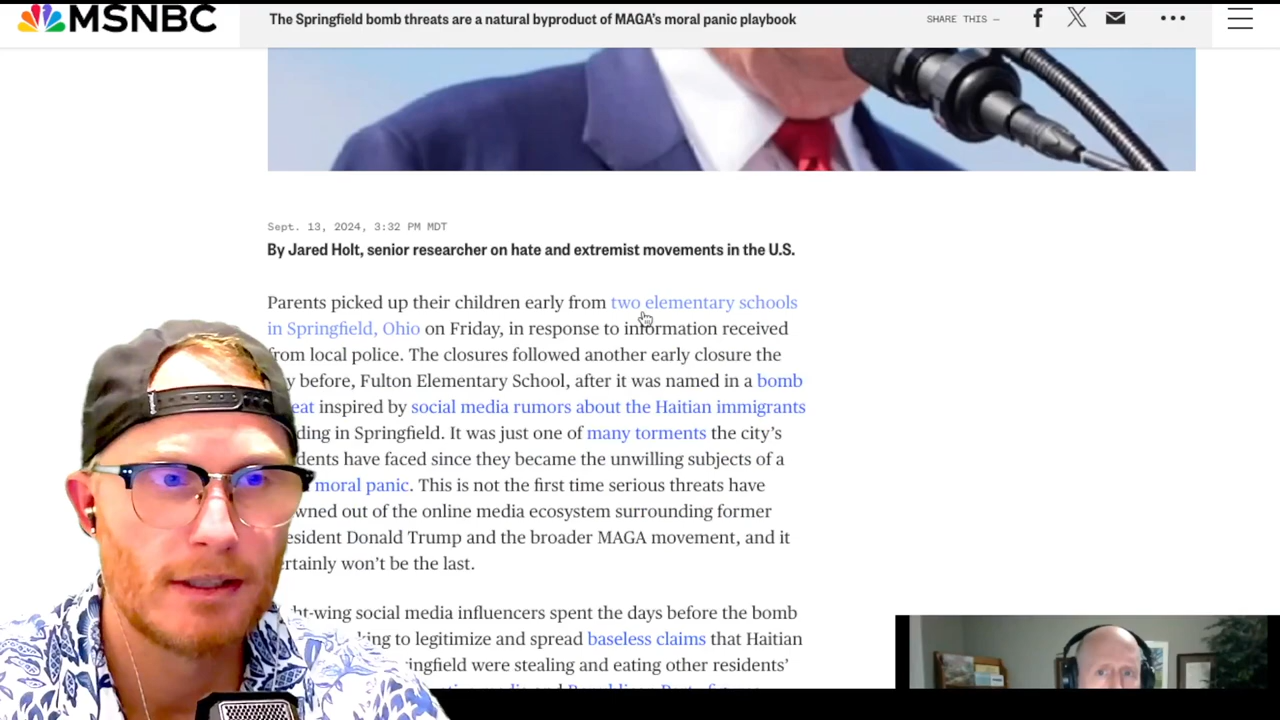 MSNBC
The Springfield bomb threats are a natural byproduct of MAGA's moral panic playbook
SHARE THIS —
Sept. 13, 2024, 3:32 PM MDT
By Jared Holt, senior researcher on hate and extremist movements in the U.S.
Parents picked up their children early from two elementary schools
in Springfield, Ohio on Friday, in response to information received
from local police. The closures followed another early closure the
before, Fulton Elementary School, after it was named in a bomb
inspired by social media rumors about the Haitian immigrants
in Springfield. It was just one of many torments the city's
have faced since they became the unwilling subjects of a
moral panic. This is not the first time serious threats have
out of the online media ecosystem surrounding former
President Donald Trump and the broader MAGA movement, and it
certainly won't be the last.
social media influencers spent the days before the bomb
to legitimize and spread baseless claims that Haitian
were stealing and eating other residents'